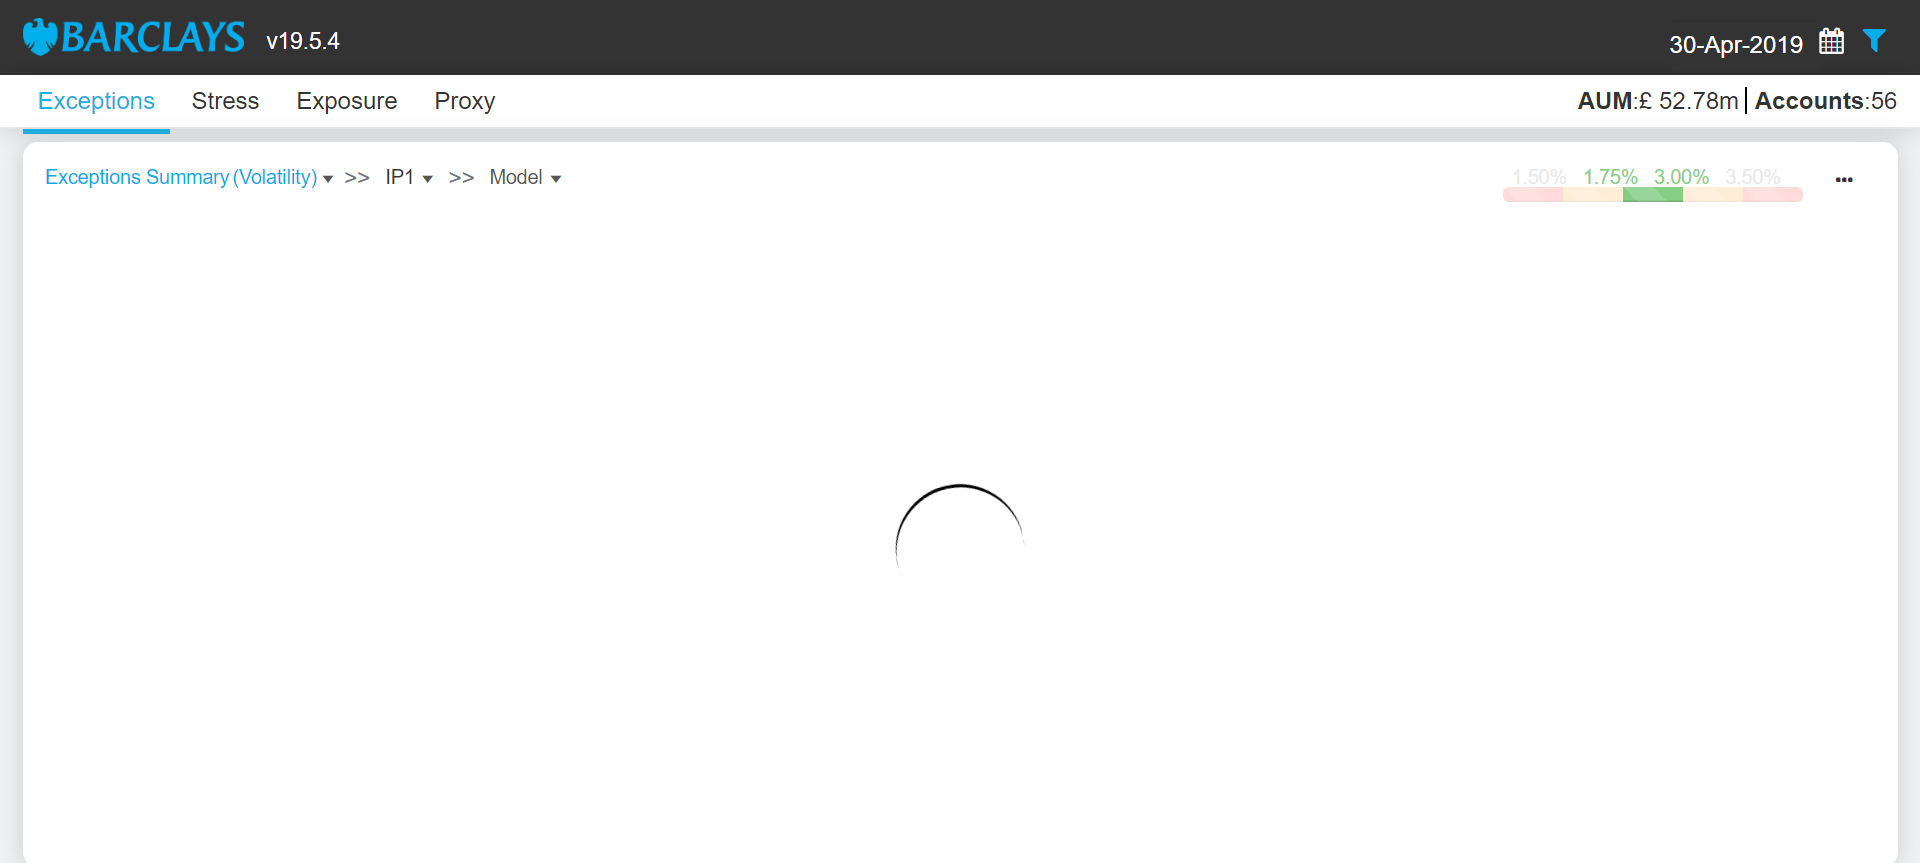 BARCLAYS v19.5.4 30-Apr-2019
Exceptions Stress Exposure Proxy AUM:£ 52.78m Accounts:56
Exceptions Summary (Volatility) >> IP1 >> Model 1.50% 1.75% 3.00% 3.50% ...